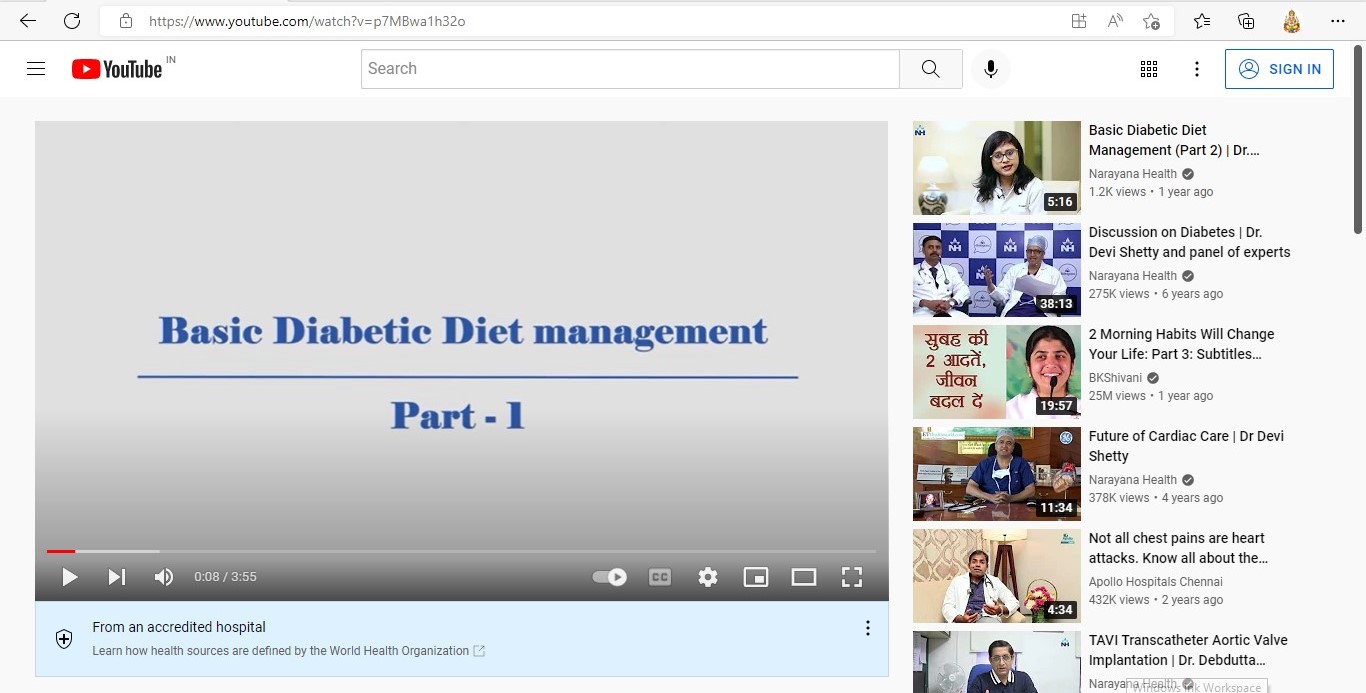 https://www.youtube.com/watch?v=p7MBwa1h32o
YouTube IN
Search
SIGN IN
Basic Diabetic Diet management
Part - 1
0:08 / 3:55
CC
From an accredited hospital
Learn how health sources are defined by the World Health Organization
NH
5:16
Basic Diabetic Diet
Management (Part 2) | Dr....
Narayana Health
1.2K views • 1 year ago
NH
NH
NH
38:13
Discussion on Diabetes | Dr.
Devi Shetty and panel of experts
Narayana Health
275K views • 6 years ago
सुबह की
2 आदतें,
जीवन
बदल दें
19:57
2 Morning Habits Will Change
Your Life: Part 3: Subtitles...
BKShivani
25M views • 1 year ago
11:34
Future of Cardiac Care | Dr Devi
Shetty
Narayana Health
378K views • 4 years ago
4:34
Not all chest pains are heart
attacks. Know all about the...
Apollo Hospitals Chennai
432K views • 2 years ago
NH
TAVI Transcatheter Aortic Valve
Implantation | Dr. Debdutta...
Narayana Health
Windows Ink Workspace